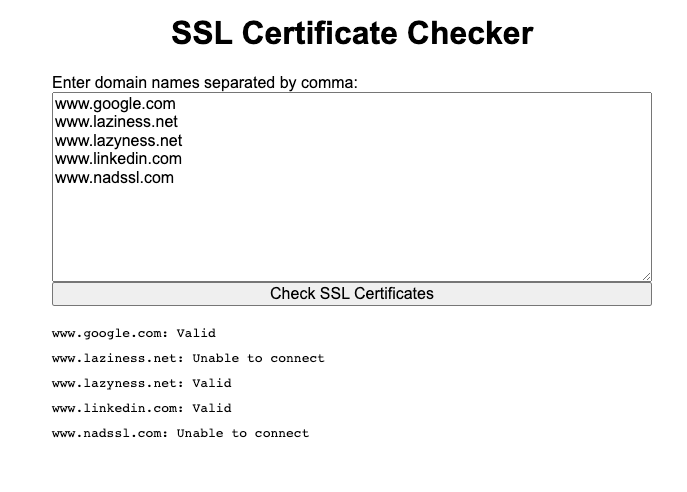 SSL Certificate Checker
Enter domain names separated by comma:
www.google.com
www.laziness.net
www.lazyness.net
www.linkedin.com
www.nadssl.com
Check SSL Certificates
www.google.com: Valid
www.laziness.net: Unable to connect
www.lazyness.net: Valid
www.linkedin.com: Valid
www.nadssl.com: Unable to connect